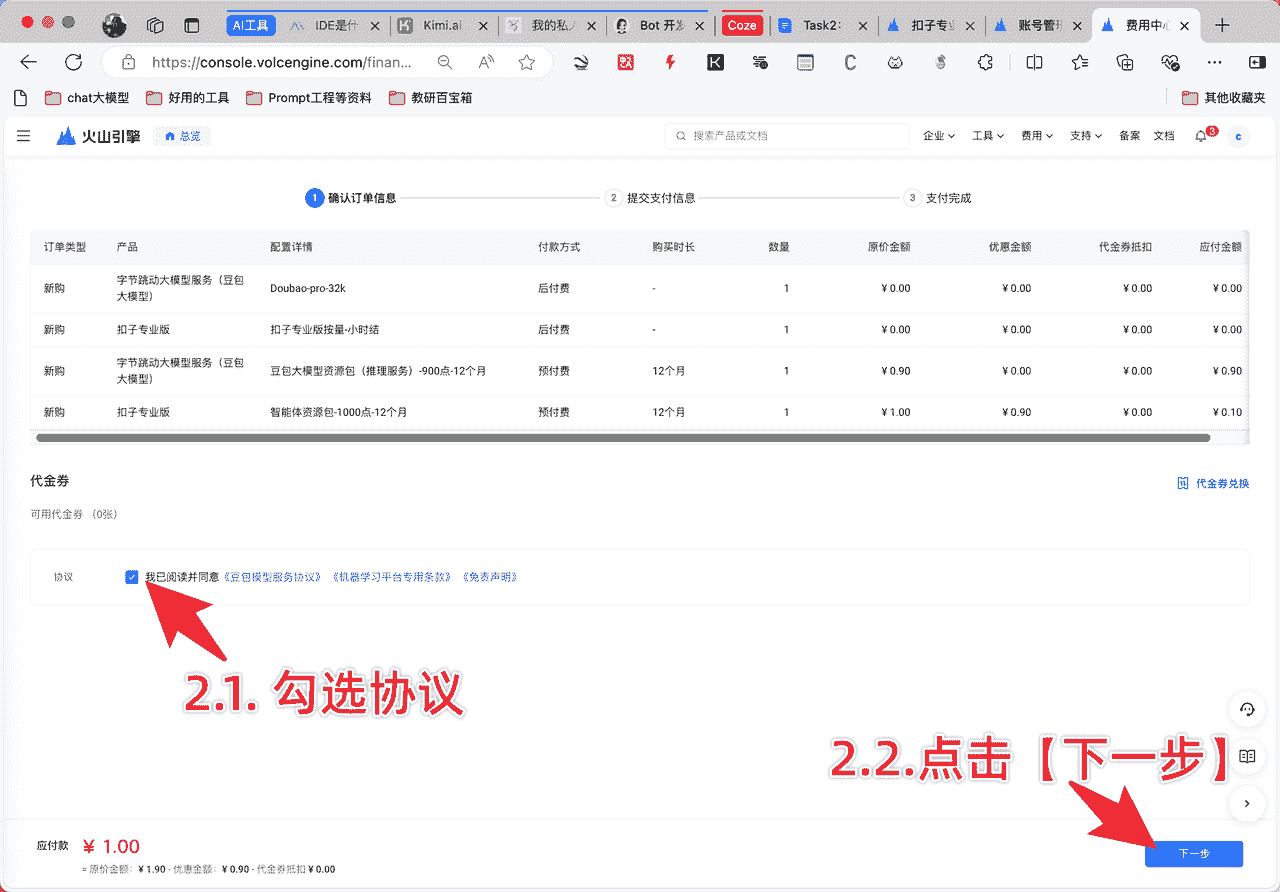 AI工具 IDE是什 Kimi.ai 我的私 Bot 开发 Coze Task2: 扣子专业 账号管理 费用中心
https://console.volcengine.com/finan...
chat大模型 好用的工具 Prompt工程等资料 教研百宝箱 其他收藏夹
火山引擎 总览 搜索产品或文档 企业 工具 费用 支持 备案 文档 3 c
1 确认订单信息 2 提交支付信息 3 支付完成
订单类型 产品 配置详情 付款方式 购买时长 数量 原价金额 优惠金额 代金券抵扣 应付金额
新购 字节跳动大模型服务（豆包大模型） Doubao-pro-32k 后付费 - 1 ¥ 0.00 ¥ 0.00 ¥ 0.00 ¥ 0.00
新购 扣子专业版 扣子专业版按量-小时结 后付费 - 1 ¥ 0.00 ¥ 0.00 ¥ 0.00 ¥ 0.00
新购 字节跳动大模型服务（豆包大模型） 豆包大模型资源包（推理服务）-900点-12个月 预付费 12个月 1 ¥ 0.90 ¥ 0.00 ¥ 0.00 ¥ 0.90
新购 扣子专业版 智能体资源包-1000点-12个月 预付费 12个月 1 ¥ 1.00 ¥ 0.90 ¥ 0.00 ¥ 0.10
代金券 代金券兑换
可用代金券 （0张）
协议 我已阅读并同意《豆包模型服务协议》 《机器学习平台专用条款》 《免责声明》
2.1. 勾选协议
2.2.点击【下一步】
应付款 ¥ 1.00 下一步
= 原价金额: ¥ 1.90 - 优惠金额: ¥ 0.90 - 代金券抵扣 ¥ 0.00